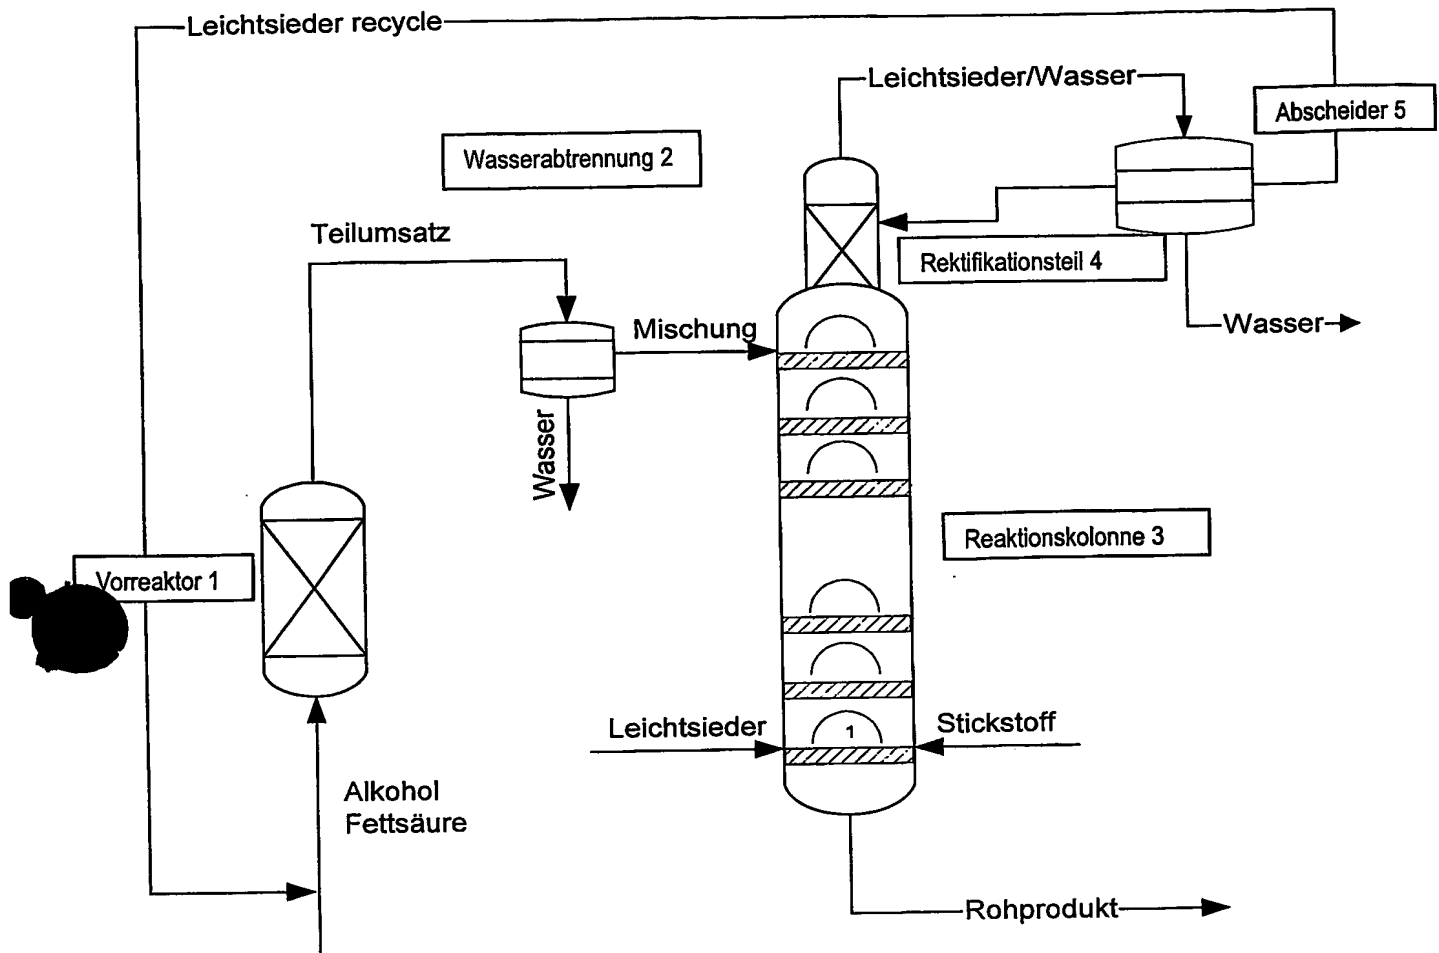 Leichtsieder recycle
Leichtsieder/Wasser
Abscheider 5
Wasserabtrennung 2
Teilumsatz
Rektifikationsteil 4
Mischung
Wasser
Wasser
Reaktionskolonne 3
Vorreaktor 1
Leichtsieder
1
Stickstoff
Alkohol
Fettsäure
Rohprodukt